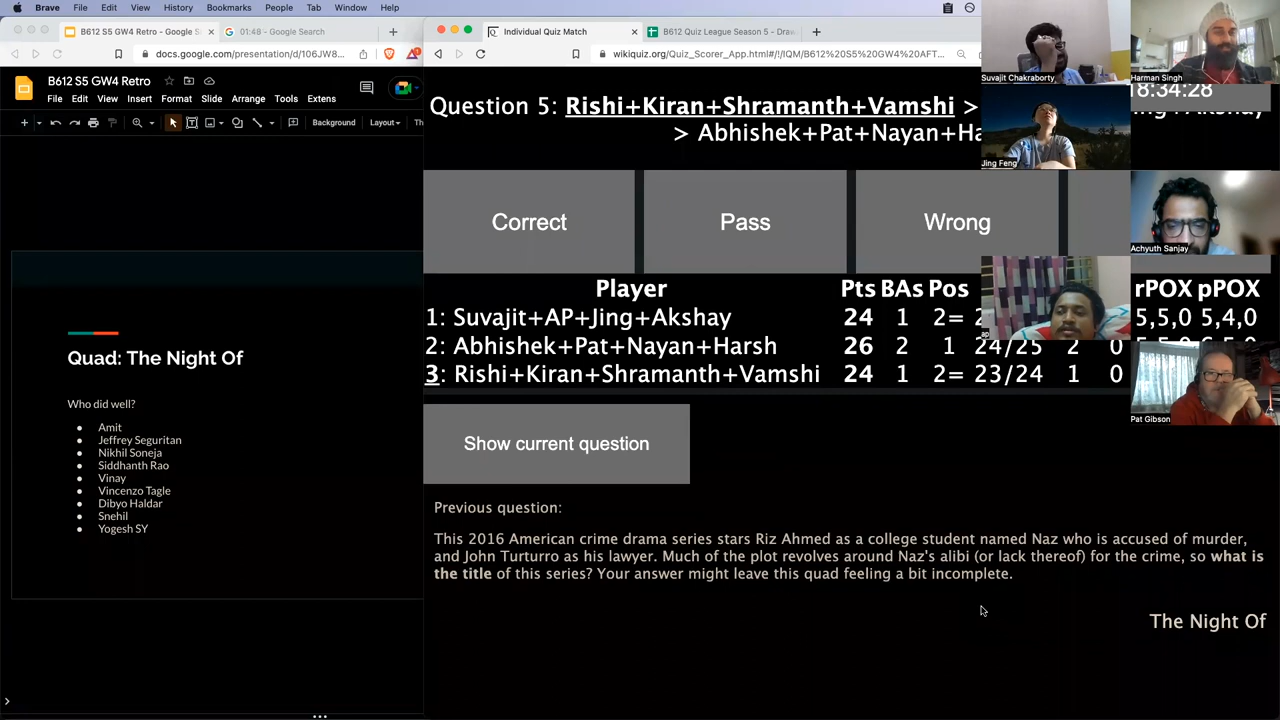 Brave File Edit View History Bookmarks People Tab Window Help
B612 S5 GW4 Retro - Google Sl
01:48 - Google Search
docs.google.com/presentation/d/106JW8...
B612 S5 GW4 Retro
File Edit View Insert Format Slide Arrange Tools Extens
Background Layout
Quad: The Night Of
Who did well?
Amit
Jeffrey Seguritan
Nikhil Soneja
Siddhanth Rao
Vinay
Vincenzo Tagle
Dibyo Haldar
Snehil
Yogesh SY
Individual Quiz Match
B612 Quiz League Season 5 - Draw
wikiquiz.org/Quiz_Scorer_App.html#/!/IQM/B612%20S5%20GW4%20AFT...
Question 5: Rishi+Kiran+Shramanth+Vamshi >
> Abhishek+Pat+Nayan+Ha
18:34:28
Correct
Pass
Wrong
Player Pts BAs Pos rPOX pPOX
1: Suvajit+AP+Jing+Akshay 24 1 2= 5,5,0 5,4,0
2: Abhishek+Pat+Nayan+Harsh 26 2 1 24/25 2 0
3: Rishi+Kiran+Shramanth+Vamshi 24 1 2= 23/24 1 0
Show current question
Previous question:
This 2016 American crime drama series stars Riz Ahmed as a college student named Naz who is accused of murder,
and John Turturro as his lawyer. Much of the plot revolves around Naz's alibi (or lack thereof) for the crime, so what is
the title of this series? Your answer might leave this quad feeling a bit incomplete.
The Night Of
Suvajit Chakraborty
Harman Singh
Jing Feng
Achyuth Sanjay
ap
Pat Gibson